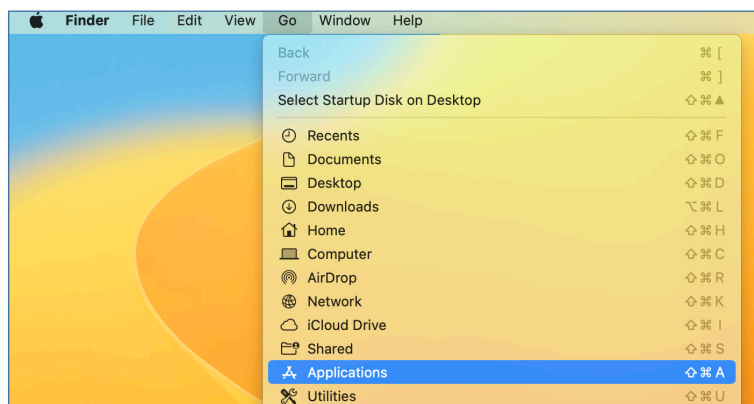 Finder File Edit View Go Window Help
Back ⌘ [
Forward ⌘ ]
Select Startup Disk on Desktop ⇧⌘▲
Recents ⇧⌘F
Documents ⇧⌘O
Desktop ⇧⌘D
Downloads ⌥⌘L
Home ⇧⌘H
Computer ⇧⌘C
AirDrop ⇧⌘R
Network ⇧⌘K
iCloud Drive ⇧⌘I
Shared ⇧⌘S
Applications ⇧⌘A
Utilities ⇧⌘U